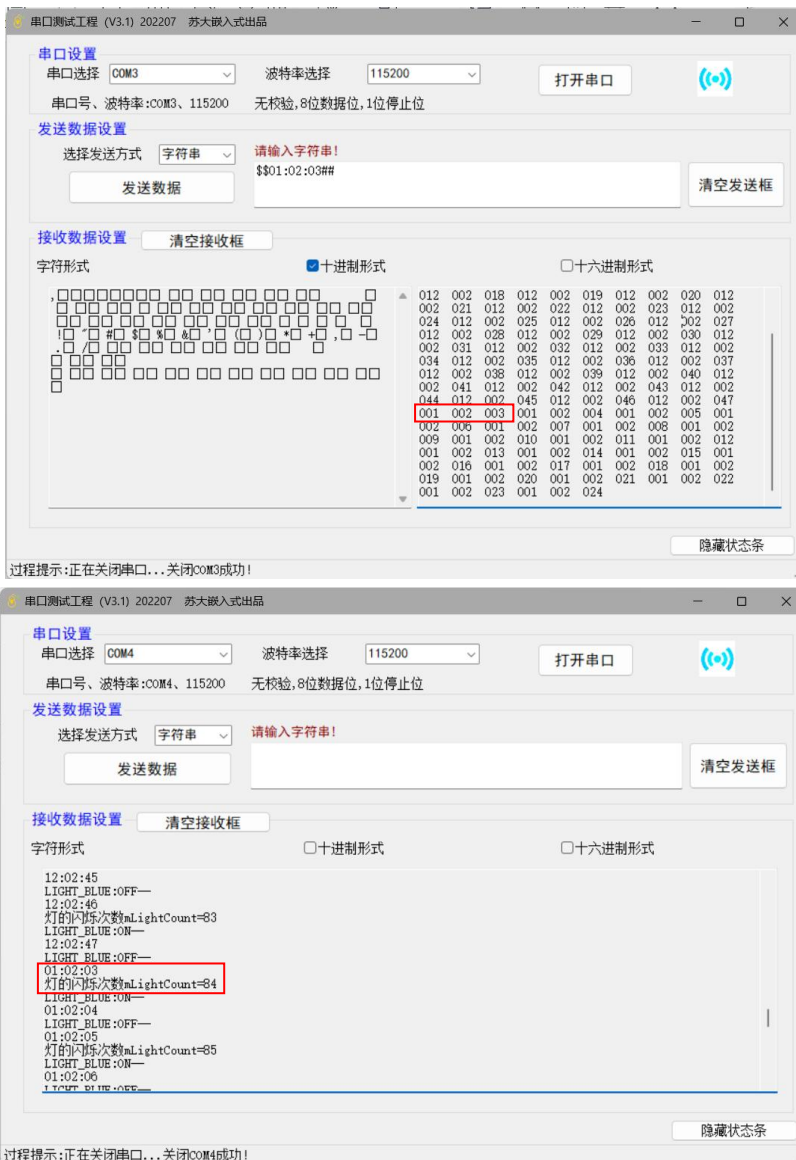 串口测试工程 (V3.1) 202207 苏大嵌入式出品
串口设置
串口选择 COM3 波特率选择 115200 打开串口
串口号、波特率:COM3、115200 无校验,8位数据位,1位停止位
发送数据设置
选择发送方式 字符串 请输入字符串!
$$01:02:03##
发送数据 清空发送框
接收数据设置 清空接收框
字符形式 十进制形式 十六进制形式
012 002 018 012 002 019 012 002 020 012
002 021 012 002 022 012 002 023 012 002
024 012 002 025 012 002 026 012 002 027
012 002 028 012 002 029 012 002 030 012
002 031 012 002 032 012 002 033 012 002
034 012 002 035 012 002 036 012 002 037
012 002 038 012 002 039 012 002 040 012
002 041 012 002 042 012 002 043 012 002
044 012 002 045 012 002 046 012 002 047
001 002 003 001 002 004 001 002 005 001
002 006 001 002 007 001 002 008 001 002
009 001 002 010 001 002 011 001 002 012
001 002 013 001 002 014 001 002 015 001
002 016 001 002 017 001 002 018 001 002
019 001 002 020 001 002 021 001 002 022
001 002 023 001 002 024
隐藏状态条
过程提示:正在关闭串口...关闭COM3成功!
串口测试工程 (V3.1) 202207 苏大嵌入式出品
串口设置
串口选择 COM4 波特率选择 115200 打开串口
串口号、波特率:COM4、115200 无校验,8位数据位,1位停止位
发送数据设置
选择发送方式 字符串 请输入字符串!
发送数据 清空发送框
接收数据设置 清空接收框
字符形式 十进制形式 十六进制形式
12:02:45
LIGHT_BLUE:OFF--
12:02:46
灯的闪烁次数mLightCount=83
LIGHT_BLUE:ON--
12:02:47
LIGHT_BLUE:OFF--
01:02:03
灯的闪烁次数mLightCount=84
LIGHT_BLUE:ON--
01:02:04
LIGHT_BLUE:OFF--
01:02:05
灯的闪烁次数mLightCount=85
LIGHT_BLUE:ON--
01:02:06
LIGHT_BLUE:OFF--
隐藏状态条
过程提示:正在关闭串口...关闭COM4成功!